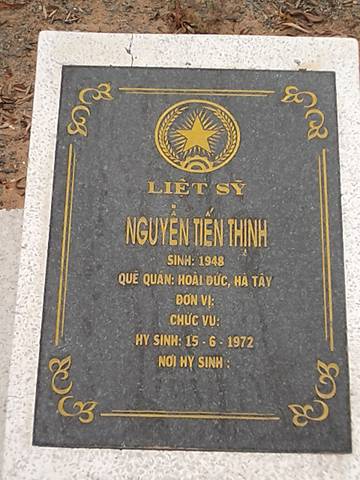 LIỆT SỸ
NGUYỄN TIẾN THỊNH
SINH: 1948
QUÊ QUÁN: HOÀI ĐỨC, HÀ TÂY
ĐƠN VỊ:
CHỨC VỤ:
HY SINH: 15 - 6 - 1972
NƠI HY SINH :